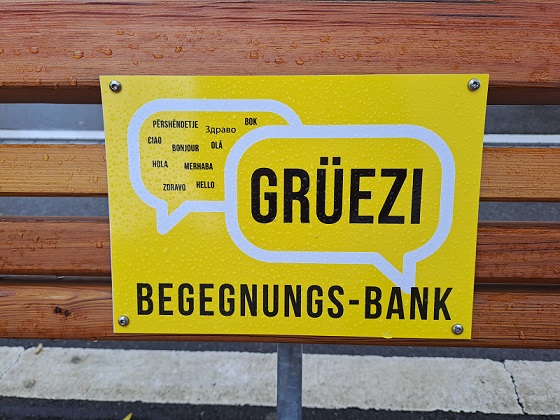 PËRSHËNDETJE BOK
Здраво
CIAO BONJOUR OLÁ
HOLA MERHABA
ZDRAVO HELLO
GRÜEZI
BEGEGNUNGS-BANK